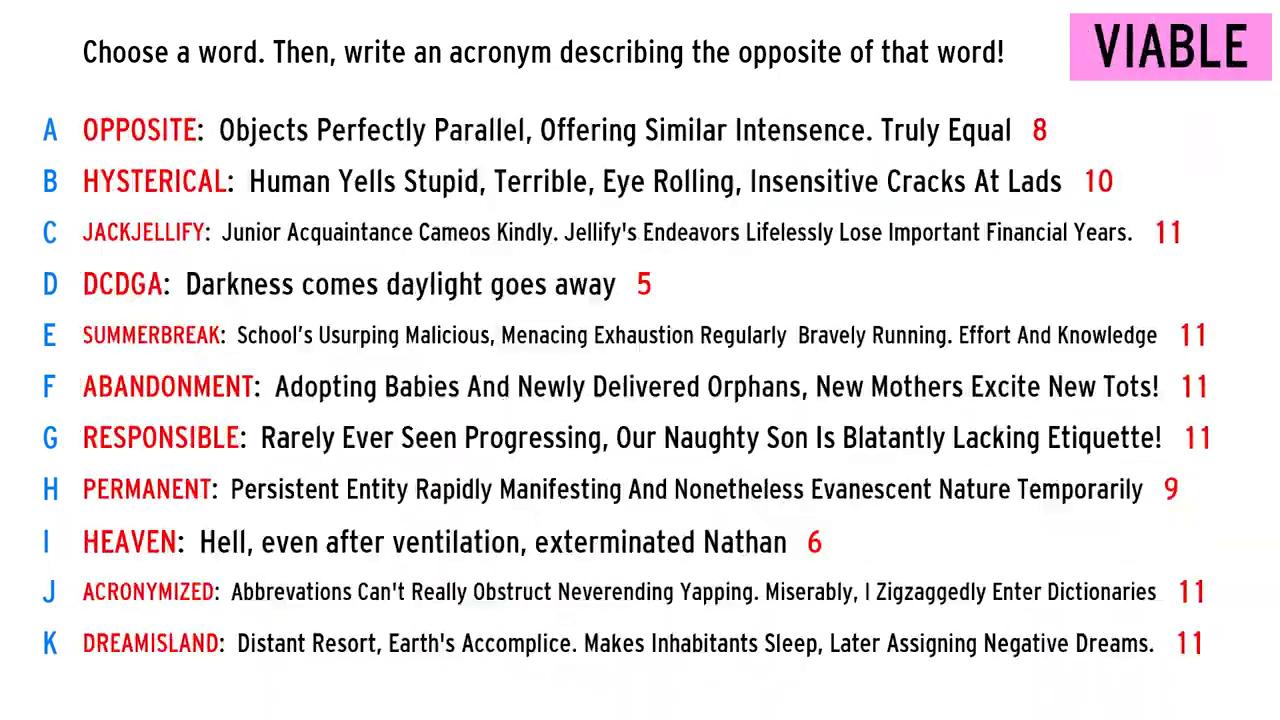 Choose a word. Then, write an acronym describing the opposite of that word!
VIABLE
A OPPOSITE: Objects Perfectly Parallel, Offering Similar Intensence. Truly Equal 8
B HYSTERICAL: Human Yells Stupid, Terrible, Eye Rolling, Insensitive Cracks At Lads 10
C JACKJELLIFY: Junior Acquaintance Cameos Kindly. Jellify's Endeavors Lifelessly Lose Important Financial Years. 11
D DCDGA: Darkness comes daylight goes away 5
E SUMMERBREAK: School's Usurping Malicious, Menacing Exhaustion Regularly Bravely Running. Effort And Knowledge 11
F ABANDONMENT: Adopting Babies And Newly Delivered Orphans, New Mothers Excite New Tots! 11
G RESPONSIBLE: Rarely Ever Seen Progressing, Our Naughty Son Is Blatantly Lacking Etiquette! 11
H PERMANENT: Persistent Entity Rapidly Manifesting And Nonetheless Evanescent Nature Temporarily 9
I HEAVEN: Hell, even after ventilation, exterminated Nathan 6
J ACRONYMIZED: Abbrevations Can't Really Obstruct Neverending Yapping. Miserably, I Zigzaggedly Enter Dictionaries 11
K DREAMISLAND: Distant Resort, Earth's Accomplice. Makes Inhabitants Sleep, Later Assigning Negative Dreams. 11